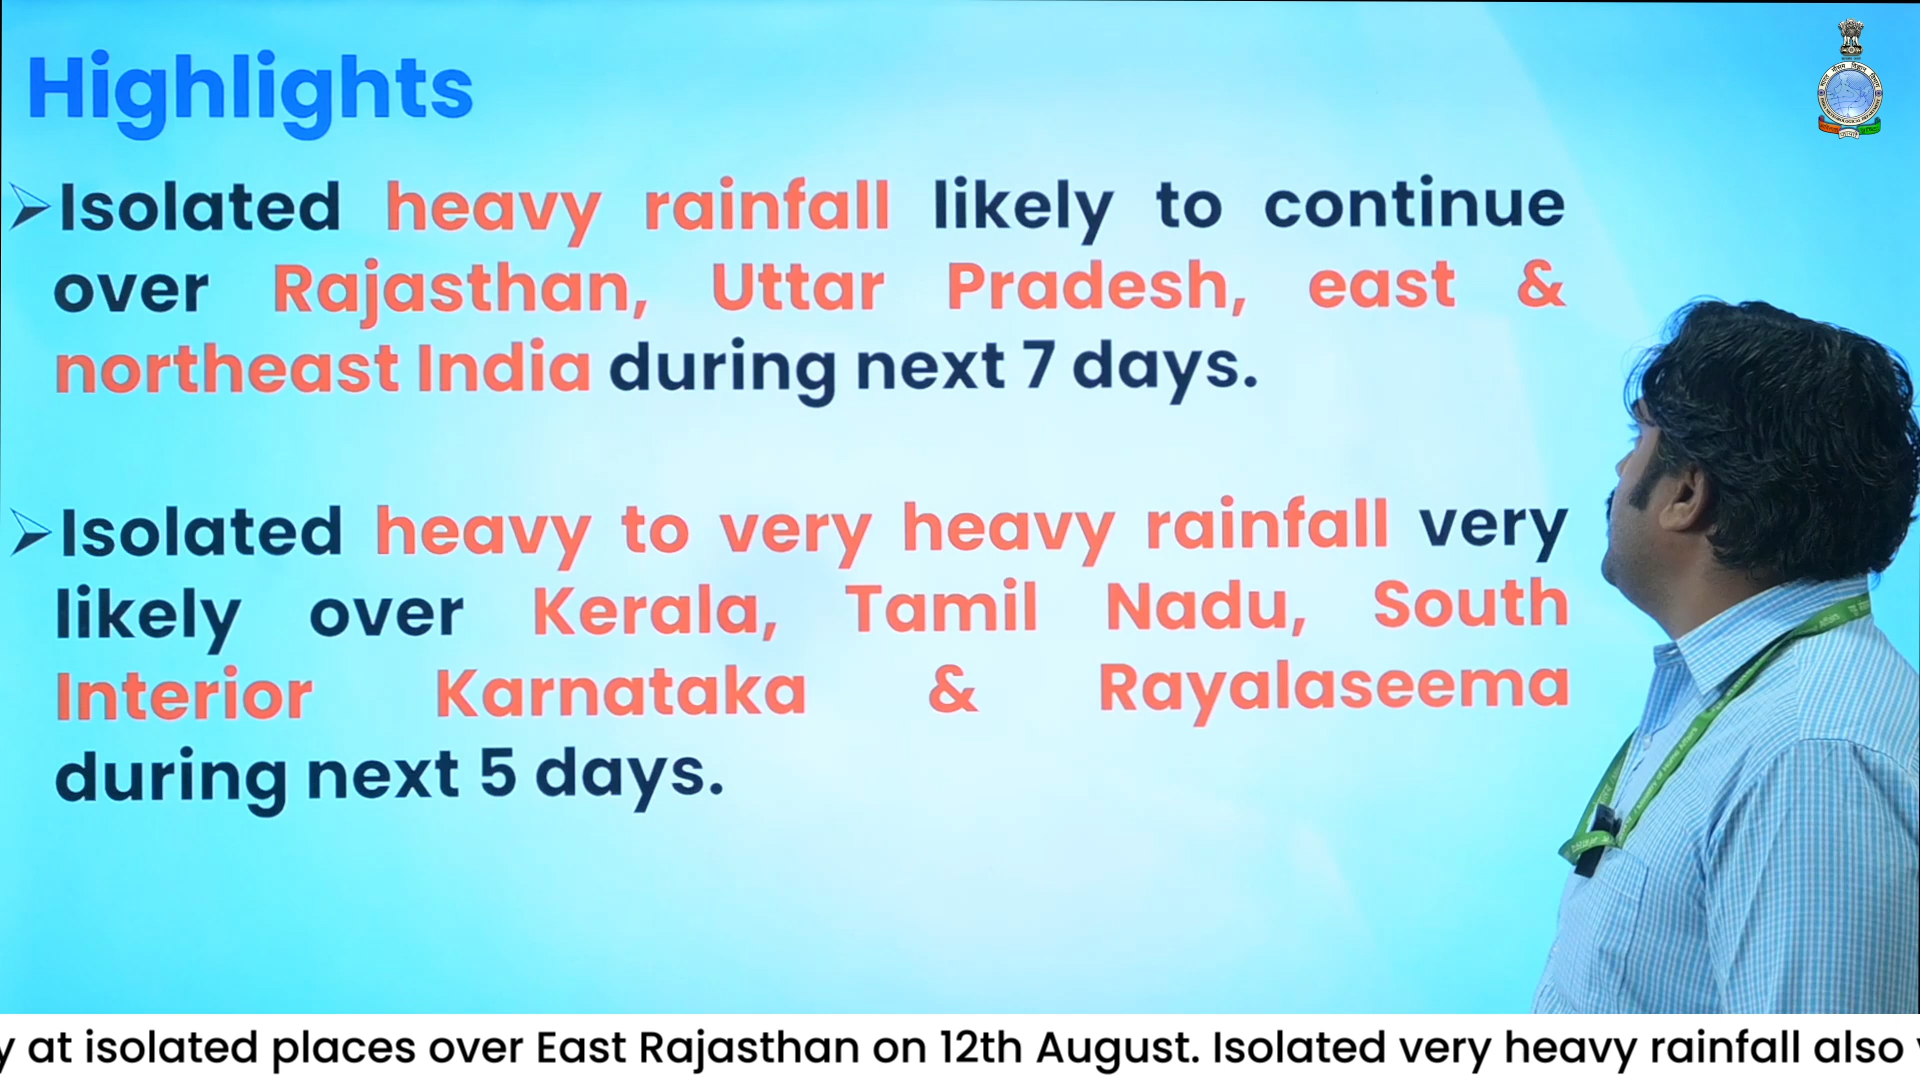 Highlights
➢Isolated heavy rainfall likely to continue
over Rajasthan, Uttar Pradesh, east &
northeast India during next 7 days.
➢Isolated heavy to very heavy rainfall very
likely over Kerala, Tamil Nadu, South
Interior Karnataka & Rayalaseema
during next 5 days.
y at isolated places over East Rajasthan on 12th August. Isolated very heavy rainfall also